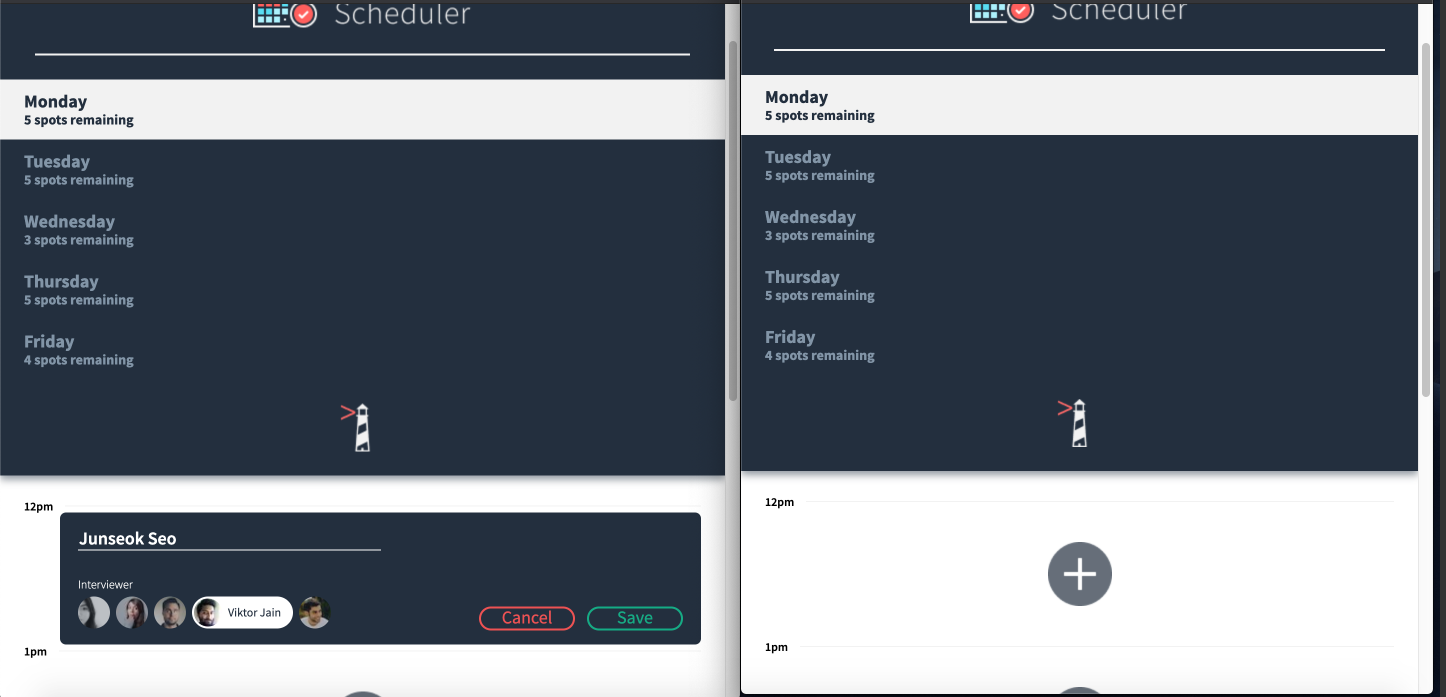 Scheduler
Monday
5 spots remaining
Tuesday
5 spots remaining
Wednesday
3 spots remaining
Thursday
5 spots remaining
Friday
4 spots remaining
>
12pm
Junseok Seo
Interviewer
Viktor Jain
Cancel
Save
1pm
Scheduler
Monday
5 spots remaining
Tuesday
5 spots remaining
Wednesday
3 spots remaining
Thursday
5 spots remaining
Friday
4 spots remaining
>
12pm
1pm